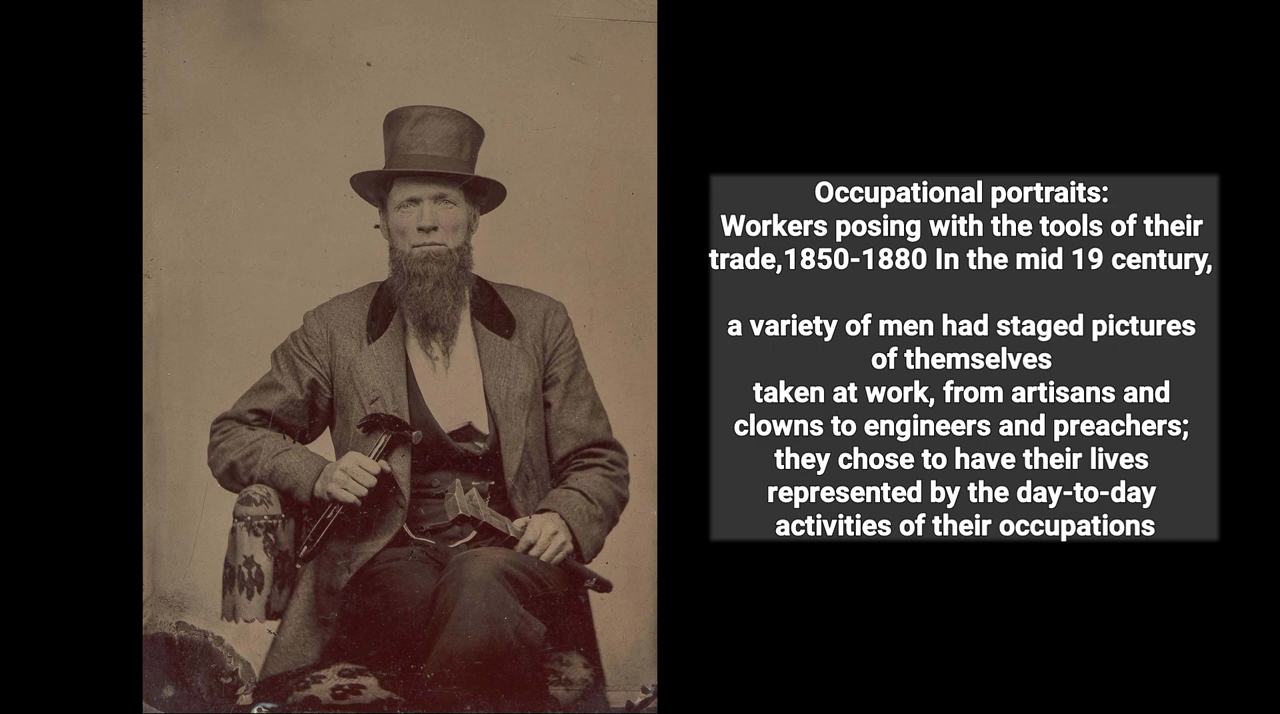 Occupational portraits:
Workers posing with the tools of their
trade,1850-1880 In the mid 19 century,
a variety of men had staged pictures
of themselves
taken at work, from artisans and
clowns to engineers and preachers;
they chose to have their lives
represented by the day-to-day
activities of their occupations